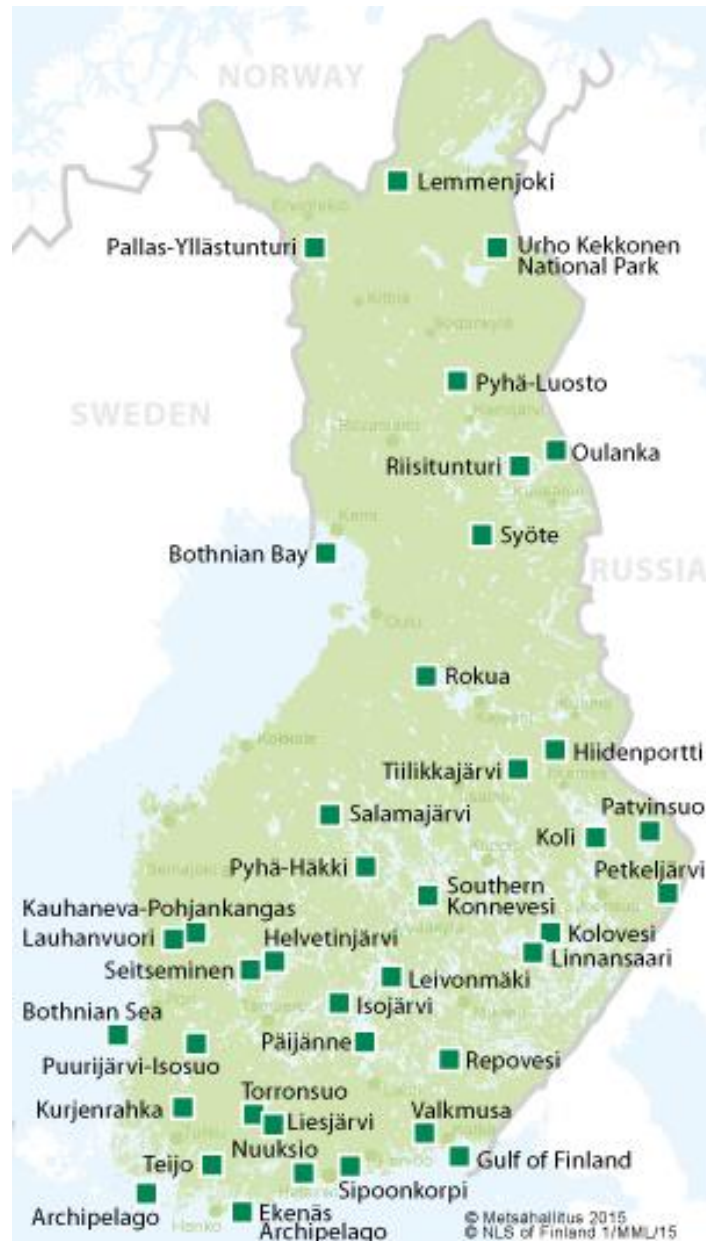 NORWAY
Lemmenjoki
Pallas-Yllästunturi
Urho Kekkonen
National Park
Pyhä-Luosto
SWEDEN
Oulanka
Riisitunturi
Syöte
Bothnian Bay
RUSSIA
Oulu
Rokua
Kokkola
Hiidenportti
Tiilikkajärvi
Patvinsuo
Salamajärvi
Koli
Pyhä-Häkki
Petkeljärvi
Southern
Konnevesi
Kauhaneva-Pohjankangas
Lauhanvuori
Helvetinjärvi
Kolovesi
Linnansaari
Seitseminen
Leivonmäki
Isojärvi
Bothnian Sea
Päijänne
Puurijärvi-Isosuo
Repovesi
Torronsuo
Kurjenrahka
Liesjärvi
Valkmusa
Nuuksio
Teijo
Gulf of Finland
Sipoonkorpi
Archipelago
Hanko
Ekenäs
Archipelago
© Metsähallitus 2015
© NLS of Finland 1/MML/15